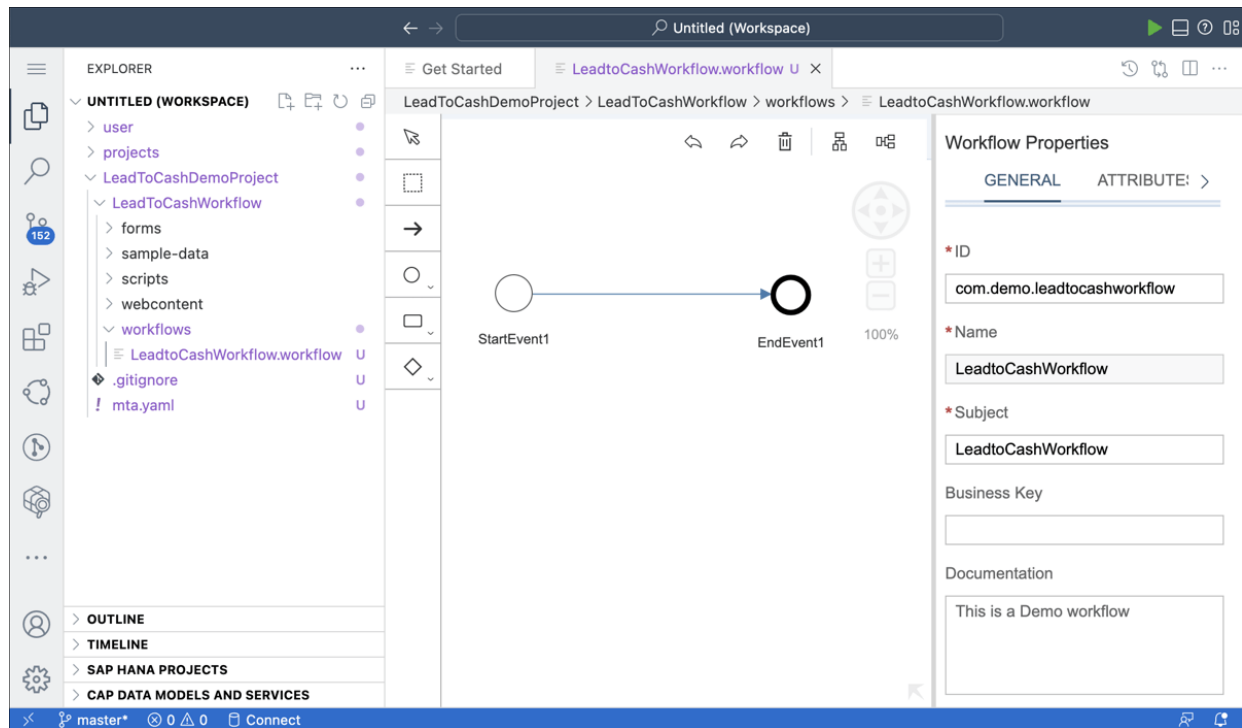 Untitled (Workspace)
EXPLORER
UNTITLED (WORKSPACE)
user
projects
LeadToCashDemoProject
LeadToCashWorkflow
forms
sample-data
scripts
webcontent
workflows
LeadtoCashWorkflow.workflow U
.gitignore U
! mta.yaml U
152
OUTLINE
TIMELINE
SAP HANA PROJECTS
CAP DATA MODELS AND SERVICES
Get Started
LeadtoCashWorkflow.workflow U
LeadToCashDemoProject > LeadToCashWorkflow > workflows > LeadtoCashWorkflow.workflow
StartEvent1
EndEvent1
100%
Workflow Properties
GENERAL ATTRIBUTE
*ID
com.demo.leadtocashworkflow
*Name
LeadtoCashWorkflow
*Subject
LeadtoCashWorkflow
Business Key
Documentation
This is a Demo workflow
master* 0 0 Connect